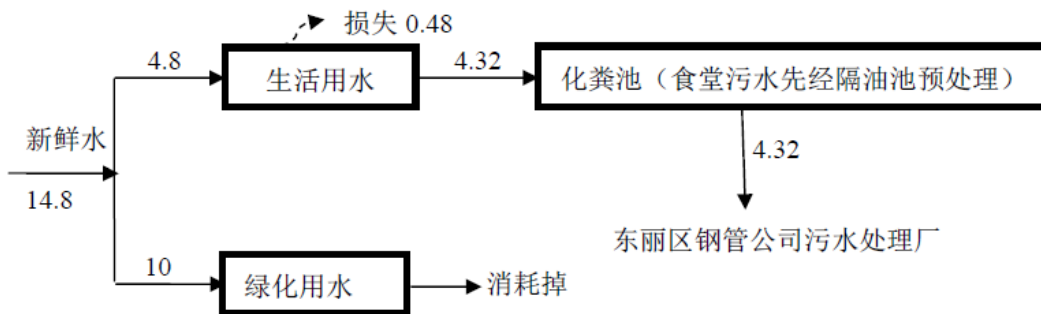 损失 0.48
4.8
生活用水
4.32
化粪池（食堂污水先经隔油池预处理）
新鲜水
14.8
4.32
东丽区钢管公司污水处理厂
10
绿化用水
消耗掉